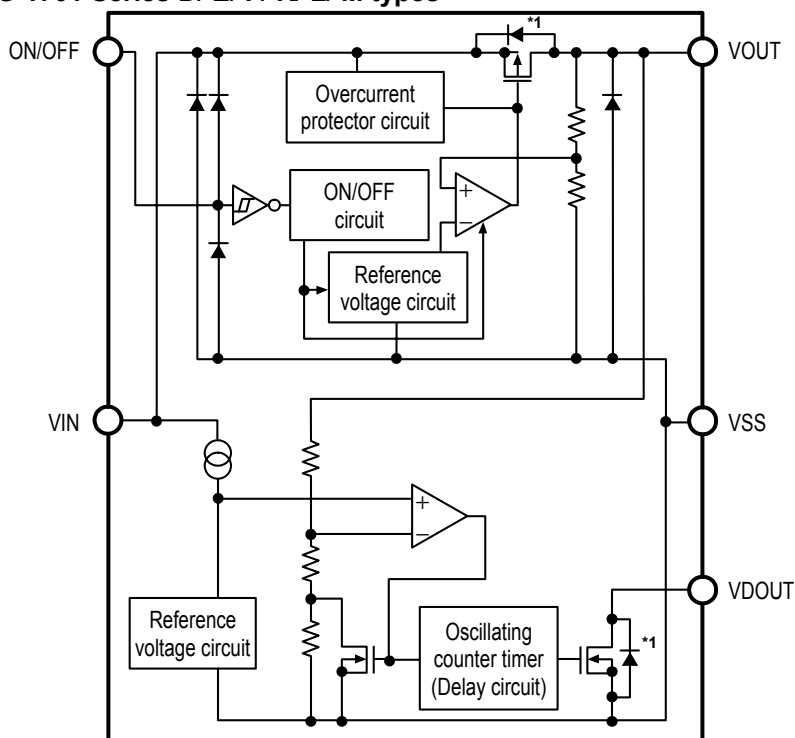 ON/OFF
*1
VOUT
Overcurrent
protector circuit
+
−
ON/OFF
circuit
Reference
voltage circuit
VIN
VSS
+
−
VDOUT
Reference
voltage circuit
Oscillating
counter timer
(Delay circuit)
*1